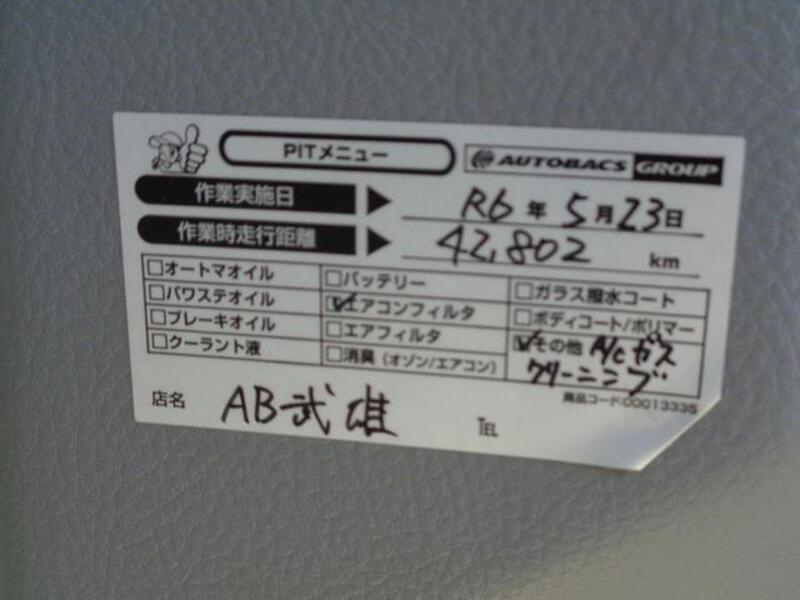 PITメニュー
AUTOBACS GROUP
作業実施日 R6年5月23日
作業時走行距離 42,802 km
□オートマオイル □バッテリー □ガラス撥水コート
□パワステオイル ☑エアコンフィルタ □ボディコート/ポリマー
□ブレーキオイル □エアフィルタ ☑その他 A/Cガス
□クーラント液 □消臭（オゾン/エアコン） クリーニング
店名 AB武雄 TEL
商品コード:00013335